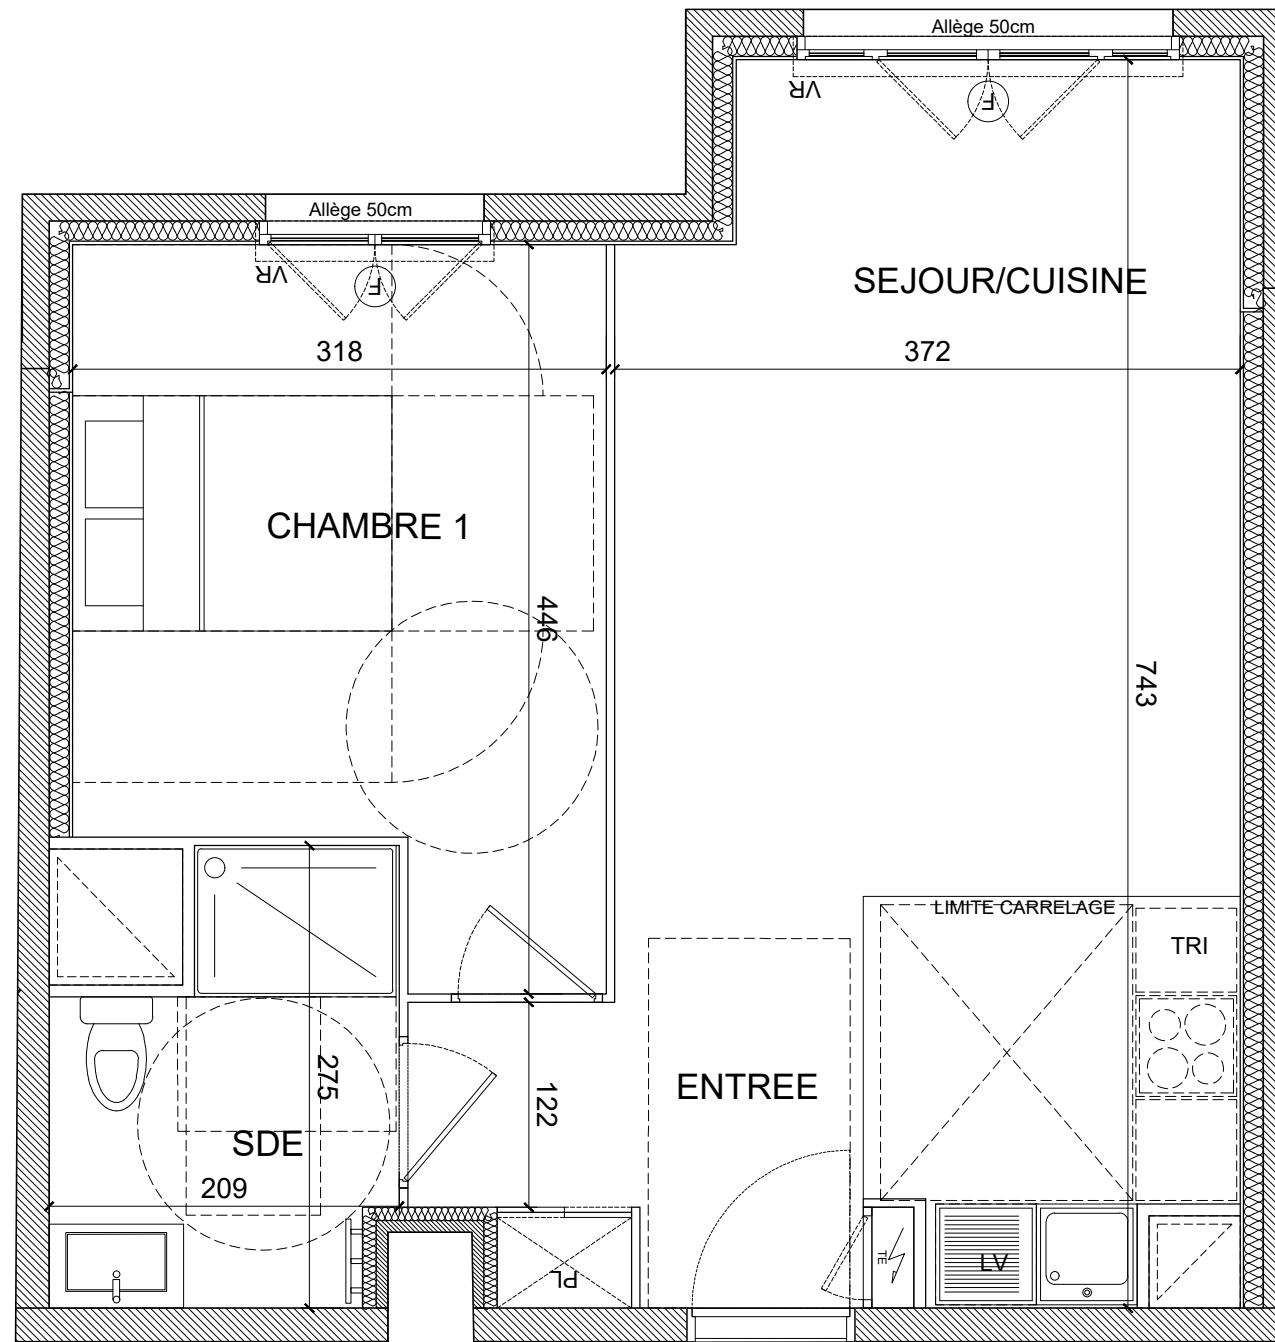 Allège 50cm
VR
F
Allège 50cm
VR
F
SEJOUR/CUISINE
318
372
CHAMBRE 1
446
743
LIMITE CARRELAGE
TRI
275
122
ENTREE
SDE
209
TE
LV
PL